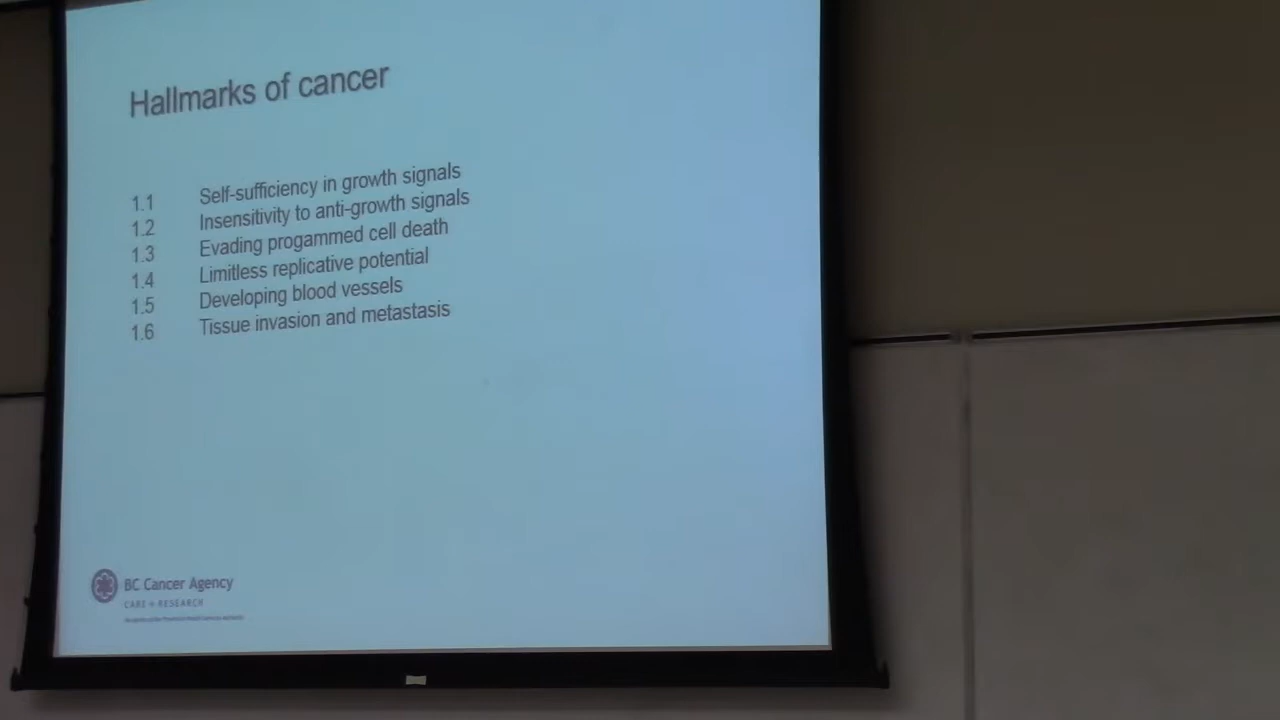 Hallmarks of cancer
1.1 Self-sufficiency in growth signals
1.2 Insensitivity to anti-growth signals
1.3 Evading progammed cell death
1.4 Limitless replicative potential
1.5 Developing blood vessels
1.6 Tissue invasion and metastasis
BC Cancer Agency
CARE + RESEARCH